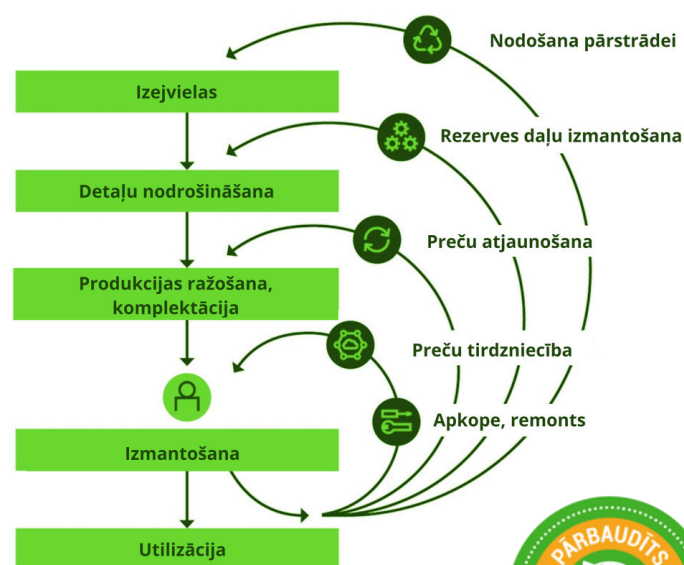 Nodošana pārstrādei
Izejvielas
Rezerves daļu izmantošana
Detaļu nodrošināšana
Preču atjaunošana
Produkcijas ražošana,
komplektācija
Preču tirdzniecība
Apkope, remonts
Izmantošana
Utilizācija
PĀRBAUDĪTS